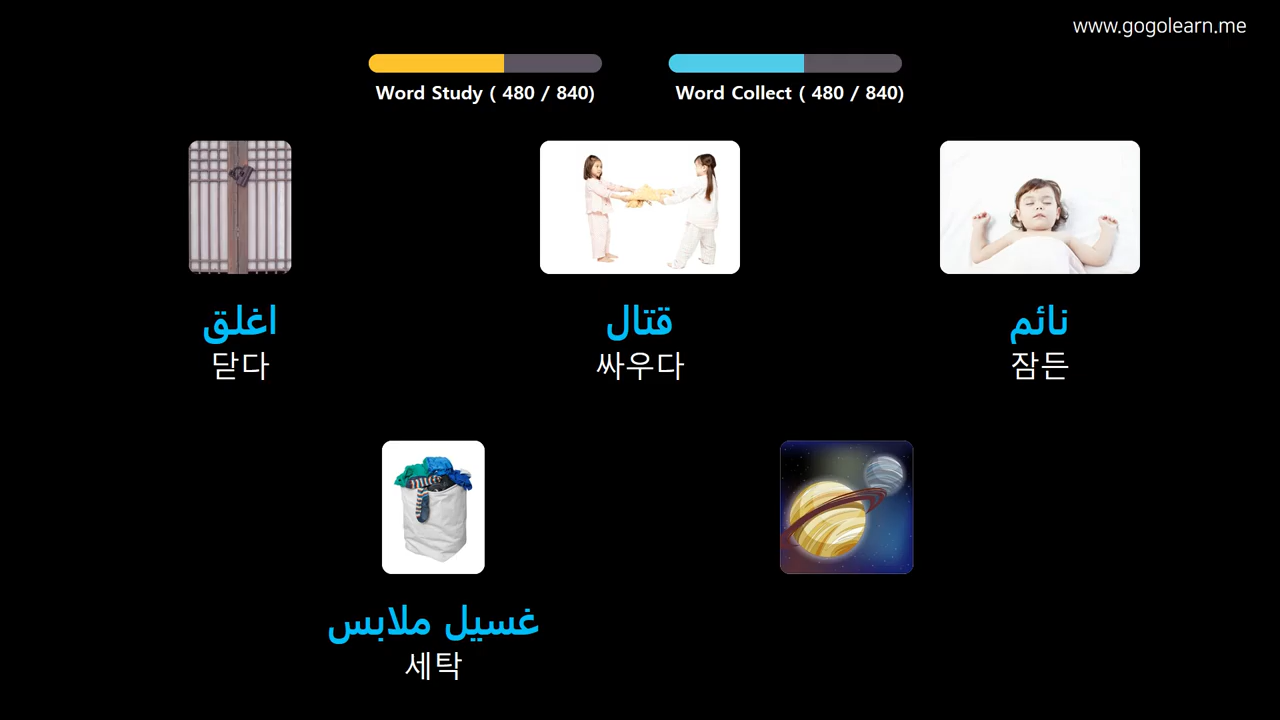 www.gogolearn.me
Word Study ( 480 / 840)
Word Collect ( 480 / 840)
اغلق
닫다
قتال
싸우다
نائم
잠든
غسيل ملابس
세탁